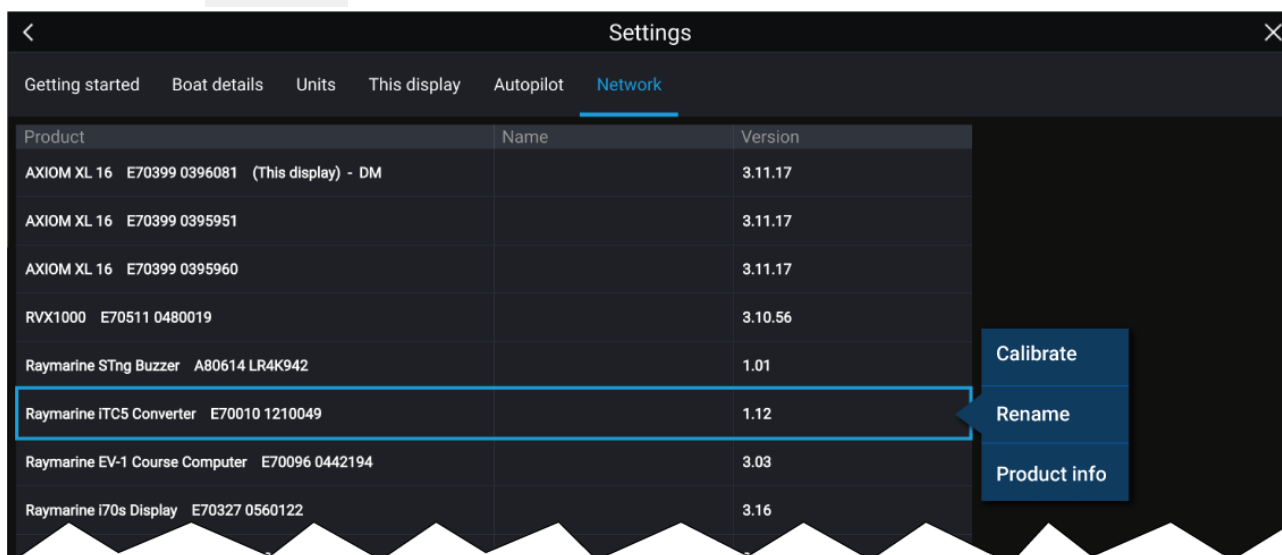 Settings
Getting started Boat details Units This display Autopilot Network
Product Name Version
AXIOM XL 16 E70399 0396081 (This display) - DM 3.11.17
AXIOM XL 16 E70399 0395951 3.11.17
AXIOM XL 16 E70399 0395960 3.11.17
RVX1000 E70511 0480019 3.10.56
Raymarine STng Buzzer A80614 LR4K942 1.01
Raymarine iTC5 Converter E70010 1210049 1.12
Raymarine EV-1 Course Computer E70096 0442194 3.03
Raymarine i70s Display E70327 0560122 3.16
Calibrate
Rename
Product info